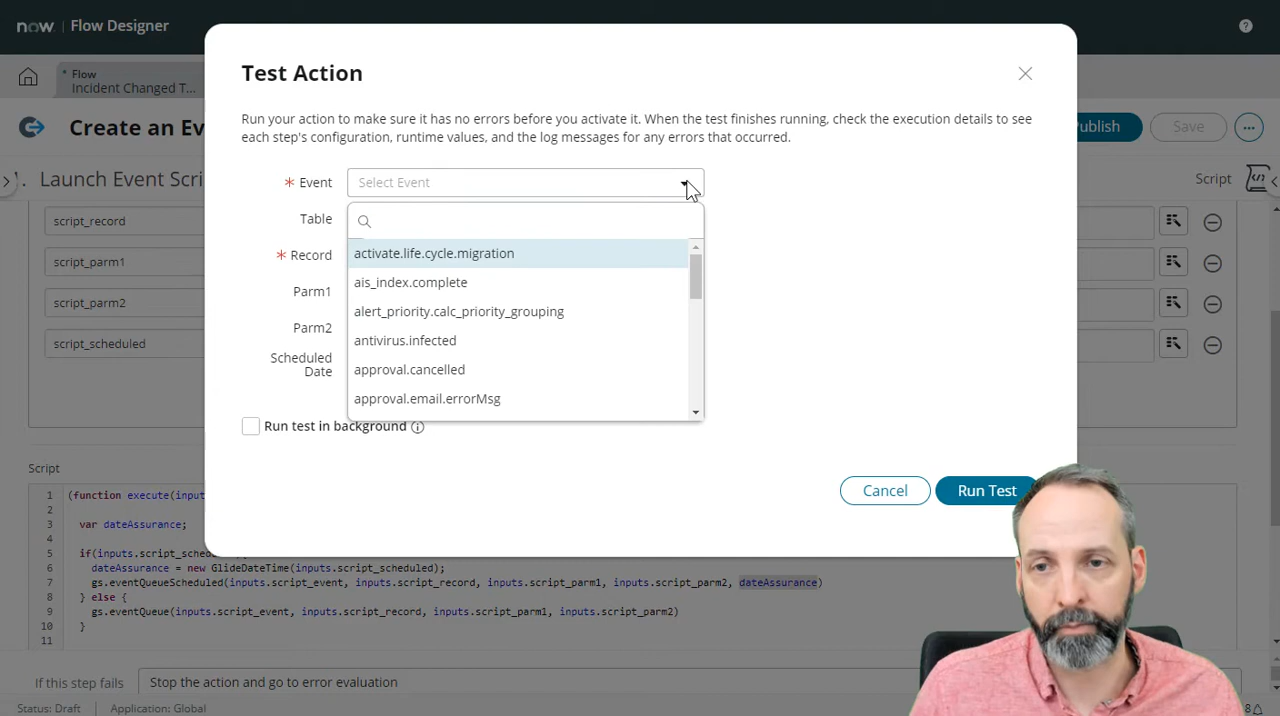 now Flow Designer
* Flow
Incident Changed T...
Create an Ev
Publish
Save
Launch Event Scri
Script
script_record
script_parm1
script_parm2
script_scheduled
Test Action
Run your action to make sure it has no errors before you activate it. When the test finishes running, check the execution details to see
each step's configuration, runtime values, and the log messages for any errors that occurred.
* Event
Select Event
Table
* Record
Parm1
Parm2
Scheduled
Date
activate.life.cycle.migration
ais_index.complete
alert_priority.calc_priority_grouping
antivirus.infected
approval.cancelled
approval.email.errorMsg
Run test in background
Cancel
Run Test
Script
1 (function execute(inpu
2
3 var dateAssurance;
4
5 if(inputs.script_sche
6 dateAssurance = new GlideDateTime(inputs.script_scheduled);
7 gs.eventQueueScheduled(inputs.script_event, inputs.script_record, inputs.script_parm1, inputs.script_parm2, dateAssurance)
8 } else {
9 gs.eventQueue(inputs.script_event, inputs.script_record, inputs.script_parm1, inputs.script_parm2)
10 }
11
If this step fails
Stop the action and go to error evaluation
Status: Draft
Application: Global
8